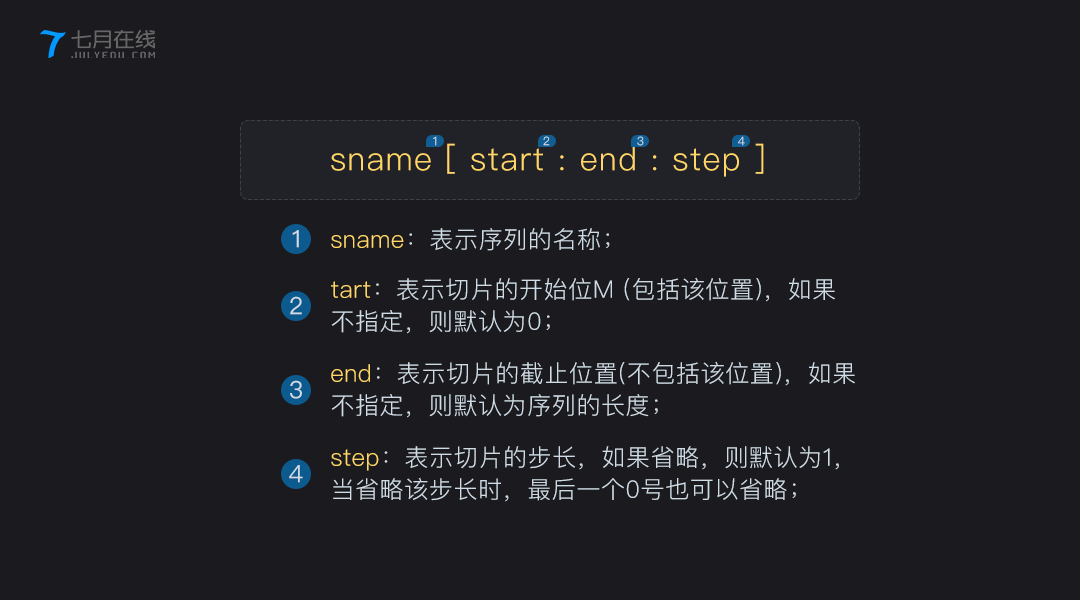 七月在线
JULYEDU.COM
1 2 3 4
sname [ start : end : step ]
1 sname：表示序列的名称；
tart：表示切片的开始位M (包括该位置)，如果
2
不指定，则默认为0；
end：表示切片的截止位置(不包括该位置)，如果
3
不指定，则默认为序列的长度；
step：表示切片的步长，如果省略，则默认为1，
4
当省略该步长时，最后一个0号也可以省略；